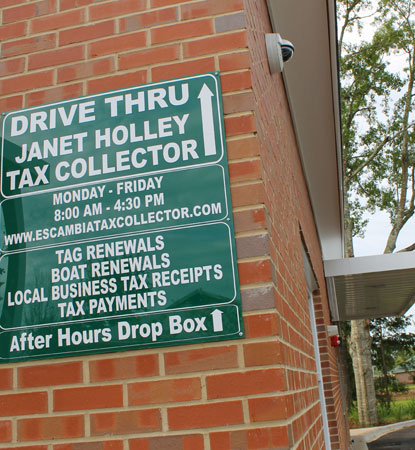 DRIVE THRU
JANET HOLLEY
TAX COLLECTOR
MONDAY - FRIDAY
8:00 AM - 4:30 PM
WWW.ESCAMBIATAXCOLLECTOR.COM
TAG RENEWALS
BOAT RENEWALS
LOCAL BUSINESS TAX RECEIPTS
TAX PAYMENTS
After Hours Drop Box